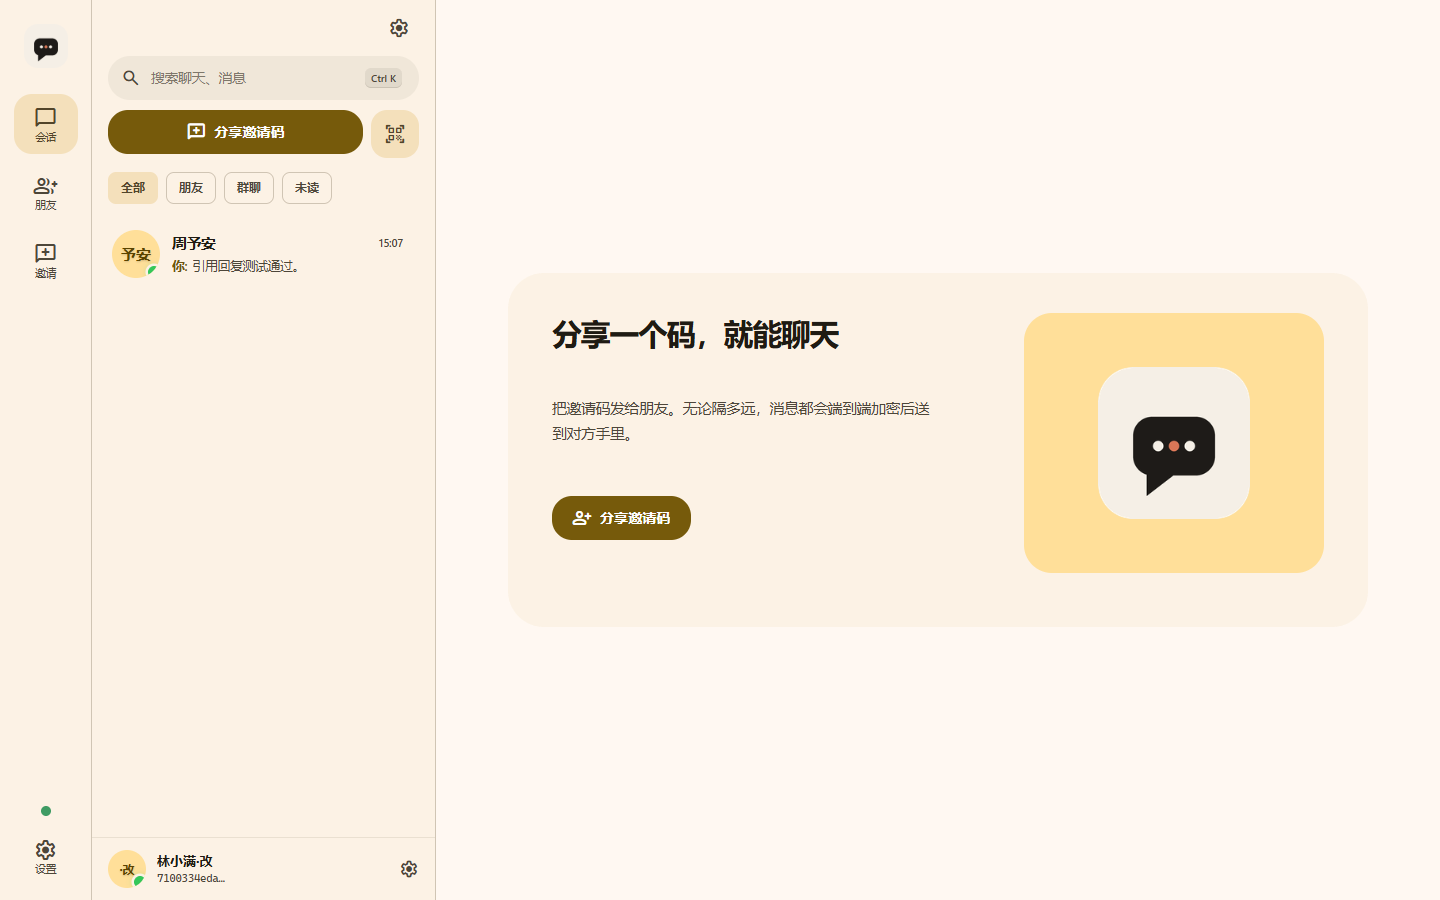 会话
朋友
邀请
设置
搜索聊天、消息
Ctrl K
分享邀请码
全部
朋友
群聊
未读
予安
周予安
15:07
你: 引用回复测试通过。
·改
林小满·改
7100334eda…
分享一个码，就能聊天
把邀请码发给朋友。无论隔多远，消息都会端到端加密后送
到对方手里。
分享邀请码